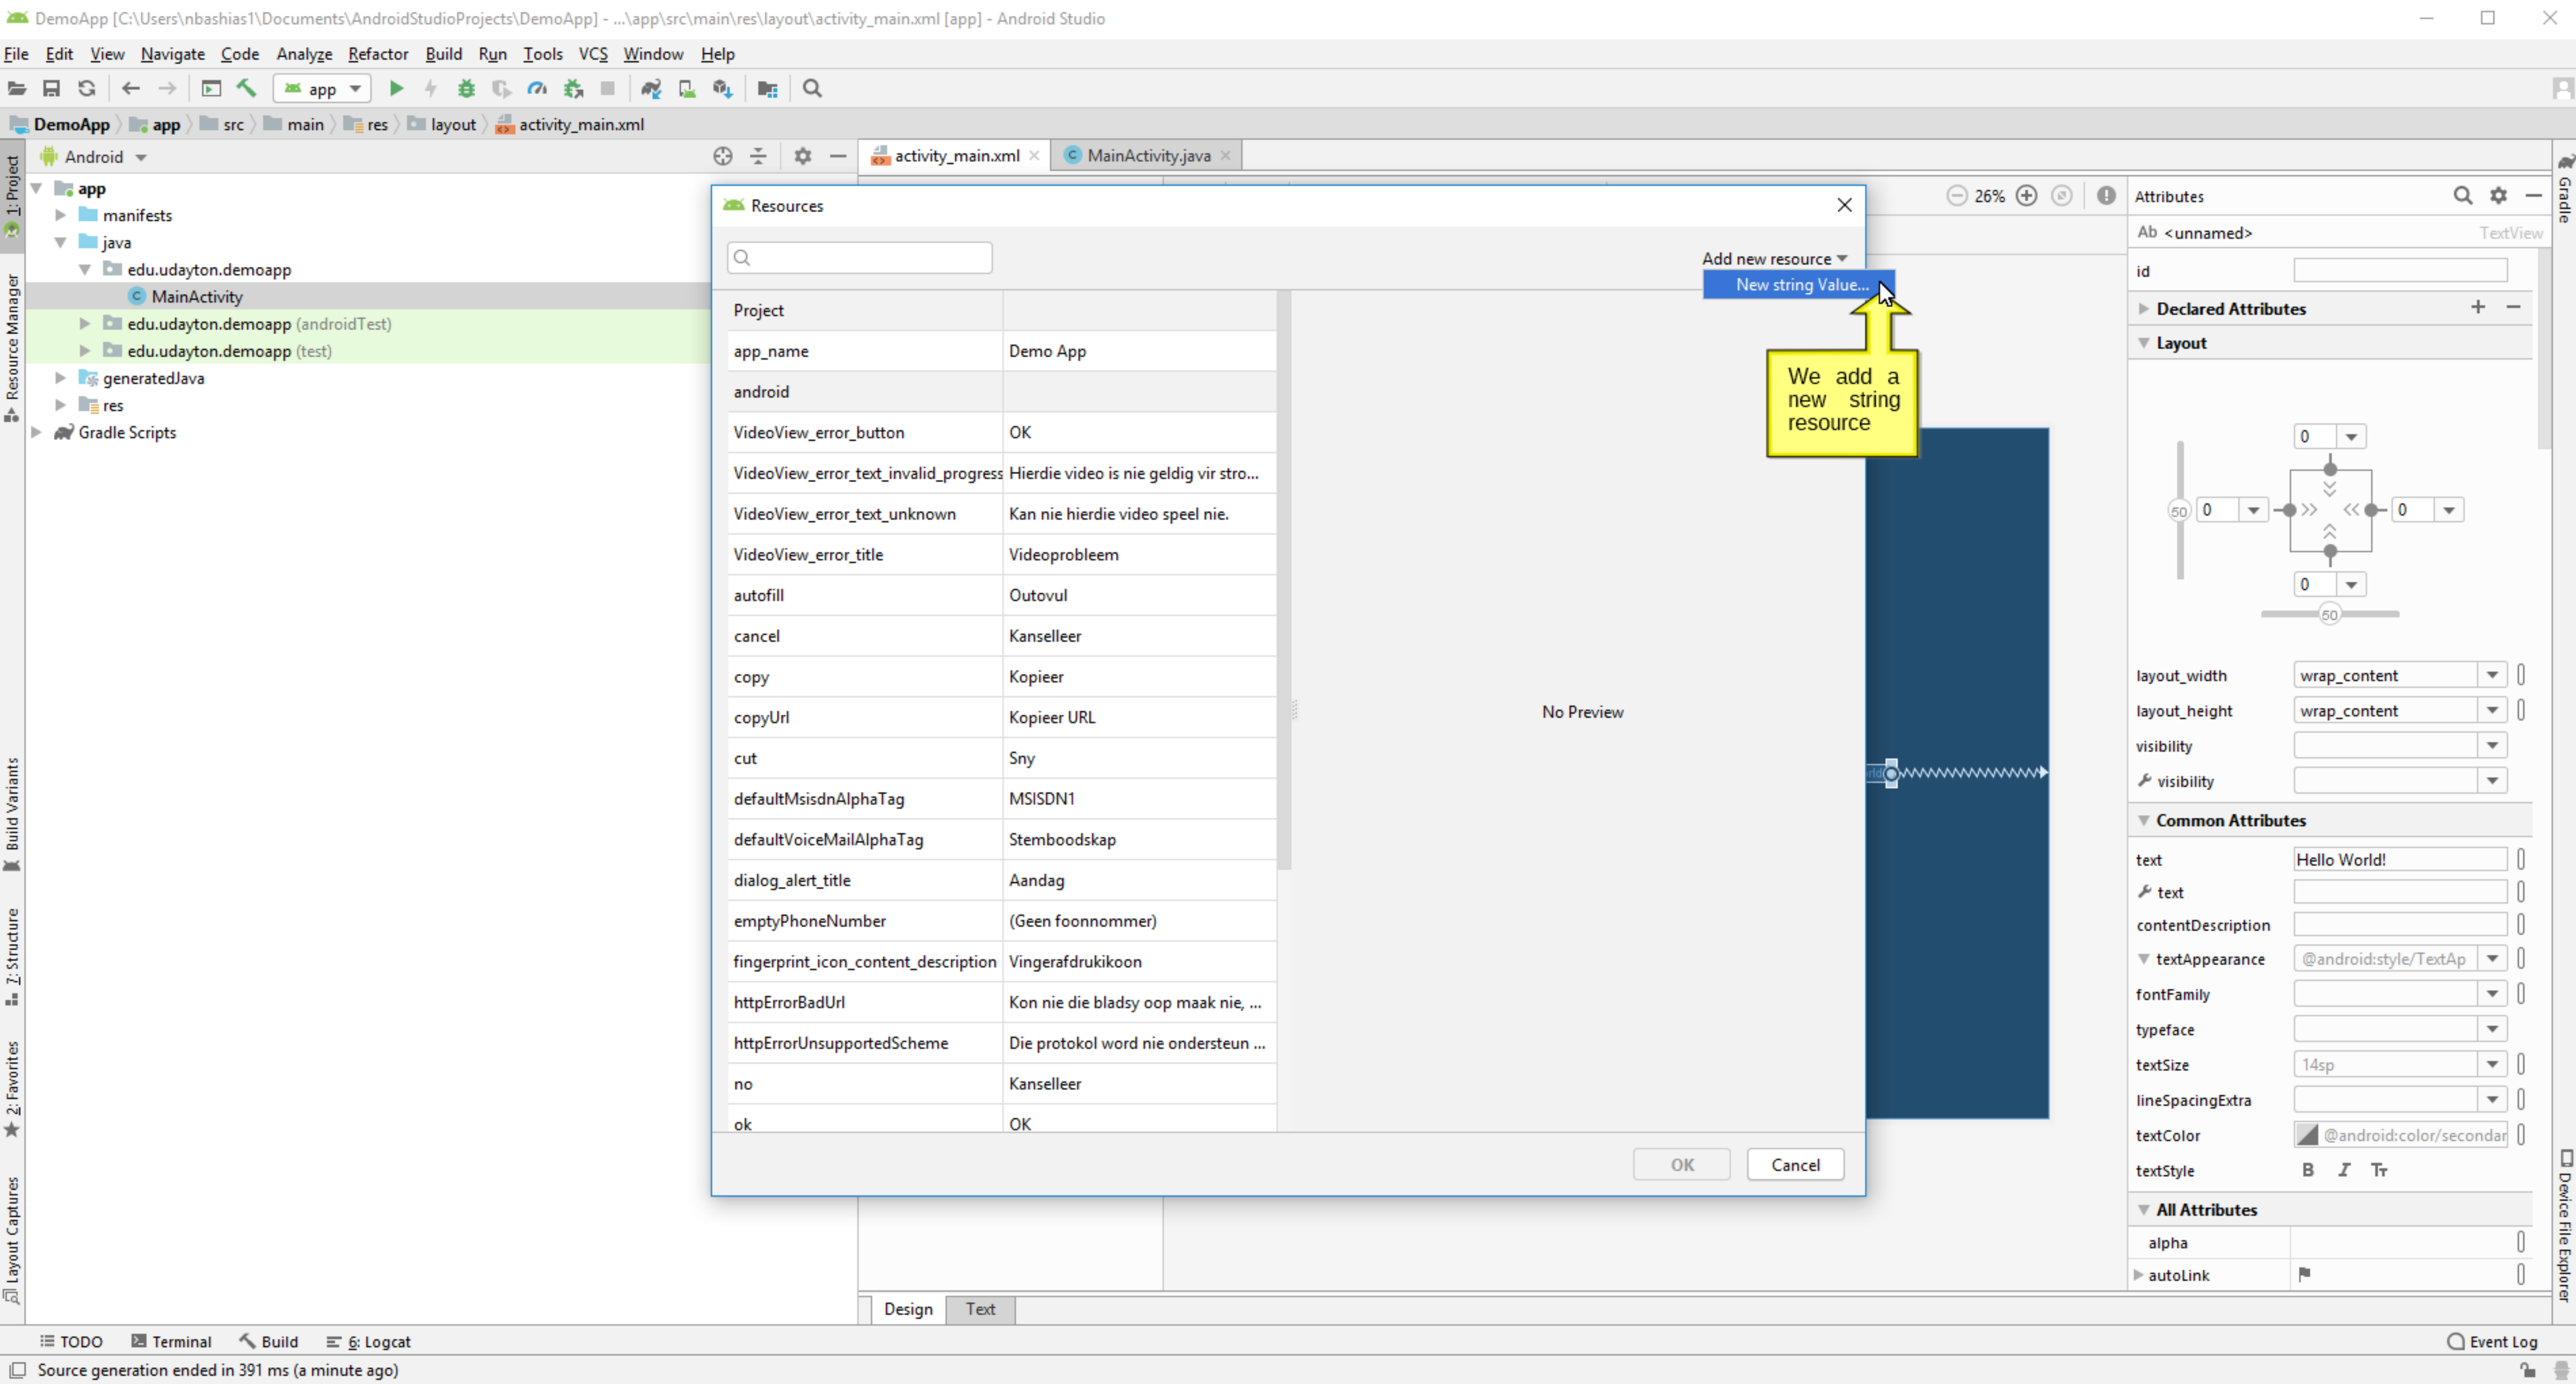 DemoApp [C:\Users\nbashias1\Documents\AndroidStudioProjects\DemoApp] - ...\app\src\main\res\layout\activity_main.xml [app] - Android Studio
File Edit View Navigate Code Analyze Refactor Build Run Tools VCS Window Help
app
DemoApp app src main res layout activity_main.xml
1: Project
Resource Manager
Build Variants
7: Structure
2: Favorites
Layout Captures
Android
app
manifests
java
edu.udayton.demoapp
MainActivity
edu.udayton.demoapp (androidTest)
edu.udayton.demoapp (test)
generatedJava
res
Gradle Scripts
activity_main.xml MainActivity.java
Resources
Add new resource
New string Value...
We add a
new string
resource
Project
app_name Demo App
android
VideoView_error_button OK
VideoView_error_text_invalid_progress Hierdie video is nie geldig vir stro...
VideoView_error_text_unknown Kan nie hierdie video speel nie.
VideoView_error_title Videoprobleem
autofill Outovul
cancel Kanselleer
copy Kopieer
copyUrl Kopieer URL
cut Sny
defaultMsisdnAlphaTag MSISDN1
defaultVoiceMailAlphaTag Stemboodskap
dialog_alert_title Aandag
emptyPhoneNumber (Geen foonnommer)
fingerprint_icon_content_description Vingerafdrukikoon
httpErrorBadUrl Kon nie die bladsy oop maak nie, ...
httpErrorUnsupportedScheme Die protokol word nie ondersteun ...
no Kanselleer
ok OK
No Preview
OK Cancel
26%
Attributes
Ab <unnamed> TextView
id
Declared Attributes
Layout
0
50 0 0
0
50
layout_width wrap_content
layout_height wrap_content
visibility
visibility
Common Attributes
text Hello World!
text
contentDescription
textAppearance @android:style/TextAp
fontFamily
typeface
textSize 14sp
lineSpacingExtra
textColor @android:color/secondar
textStyle B I Tt
All Attributes
alpha
autoLink
Gradle
Device File Explorer
Design Text
TODO Terminal Build 6: Logcat Event Log
Source generation ended in 391 ms (a minute ago)